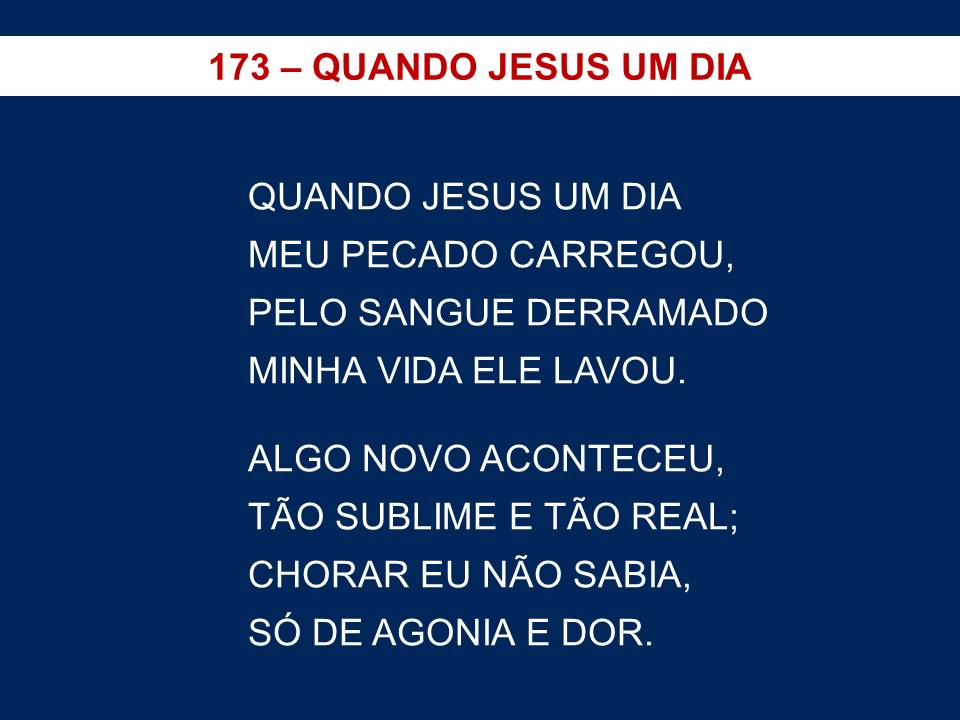 173 – QUANDO JESUS UM DIA
QUANDO JESUS UM DIA
MEU PECADO CARREGOU,
PELO SANGUE DERRAMADO
MINHA VIDA ELE LAVOU.
ALGO NOVO ACONTECEU,
TÃO SUBLIME E TÃO REAL;
CHORAR EU NÃO SABIA,
SÓ DE AGONIA E DOR.